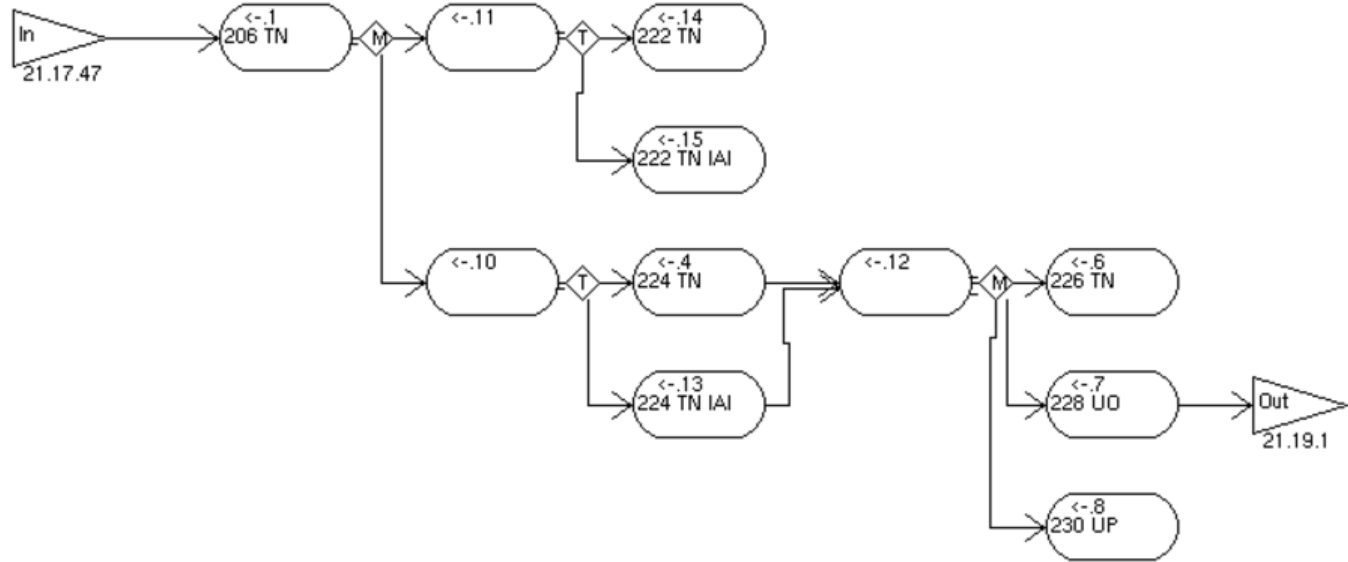 In
21.17.47
<-.1
206 TN
M
<-.11
T
<-.14
222 TN
<-.15
222 TN IAI
<-.10
T
<-.4
224 TN
<-.12
M
<-.6
226 TN
<-.13
224 TN IAI
<-.7
228 UO
Out
21.19.1
<-.8
230 UP